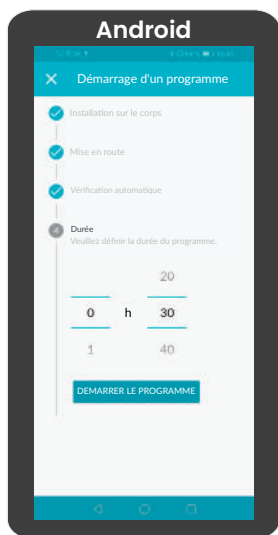 Android
Démarrage d'un programme
Installation sur le corps
Mise en route
Vérification automatique
4 Durée
Veuillez définir la durée du programme.
20
0 h 30
1 40
DEMARRER LE PROGRAMME